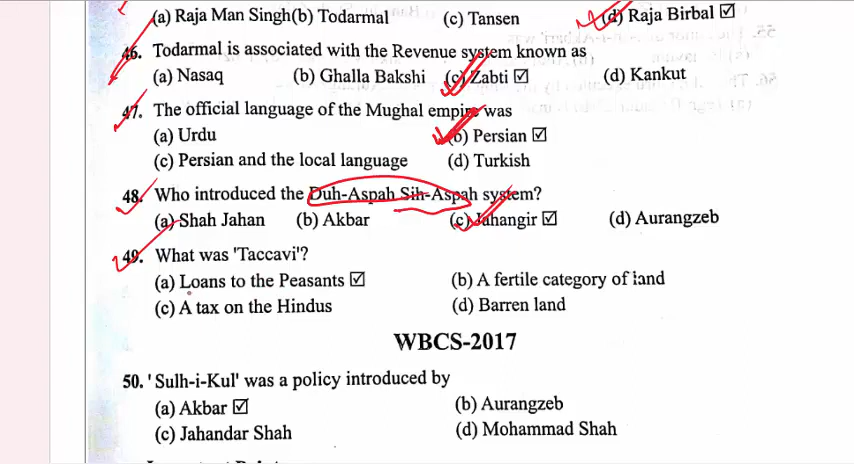 (a) Raja Man Singh(b) Todarmal (c) Tansen (d) Raja Birbal ☑
46. Todarmal is associated with the Revenue system known as
(a) Nasaq (b) Ghalla Bakshi (c) Zabti ☑ (d) Kankut
47. The official language of the Mughal empire was
(a) Urdu (b) Persian ☑
(c) Persian and the local language (d) Turkish
48. Who introduced the Duh-Aspah Sih-Aspah system?
(a) Shah Jahan (b) Akbar (c) Jahangir ☑ (d) Aurangzeb
49. What was 'Taccavi'?
(a) Loans to the Peasants ☑ (b) A fertile category of land
(c) A tax on the Hindus (d) Barren land
WBCS-2017
50. 'Sulh-i-Kul' was a policy introduced by
(a) Akbar ☑ (b) Aurangzeb
(c) Jahandar Shah (d) Mohammad Shah